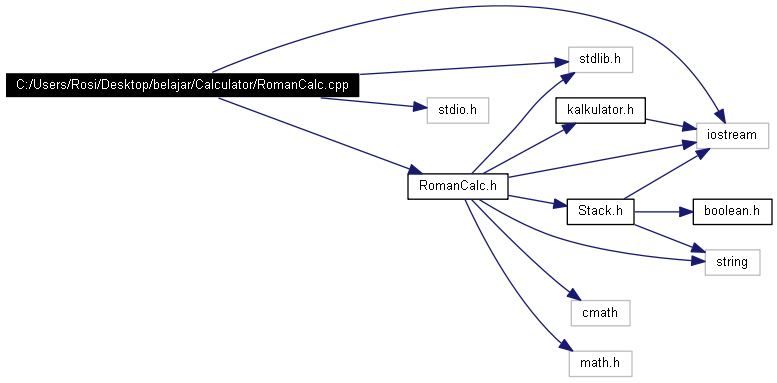 C:/Users/Rosi/Desktop/belajar/Calculator/RomanCalc.cpp
stdlib.h
stdio.h
kalkulator.h
iostream
RomanCalc.h
Stack.h
boolean.h
string
cmath
math.h